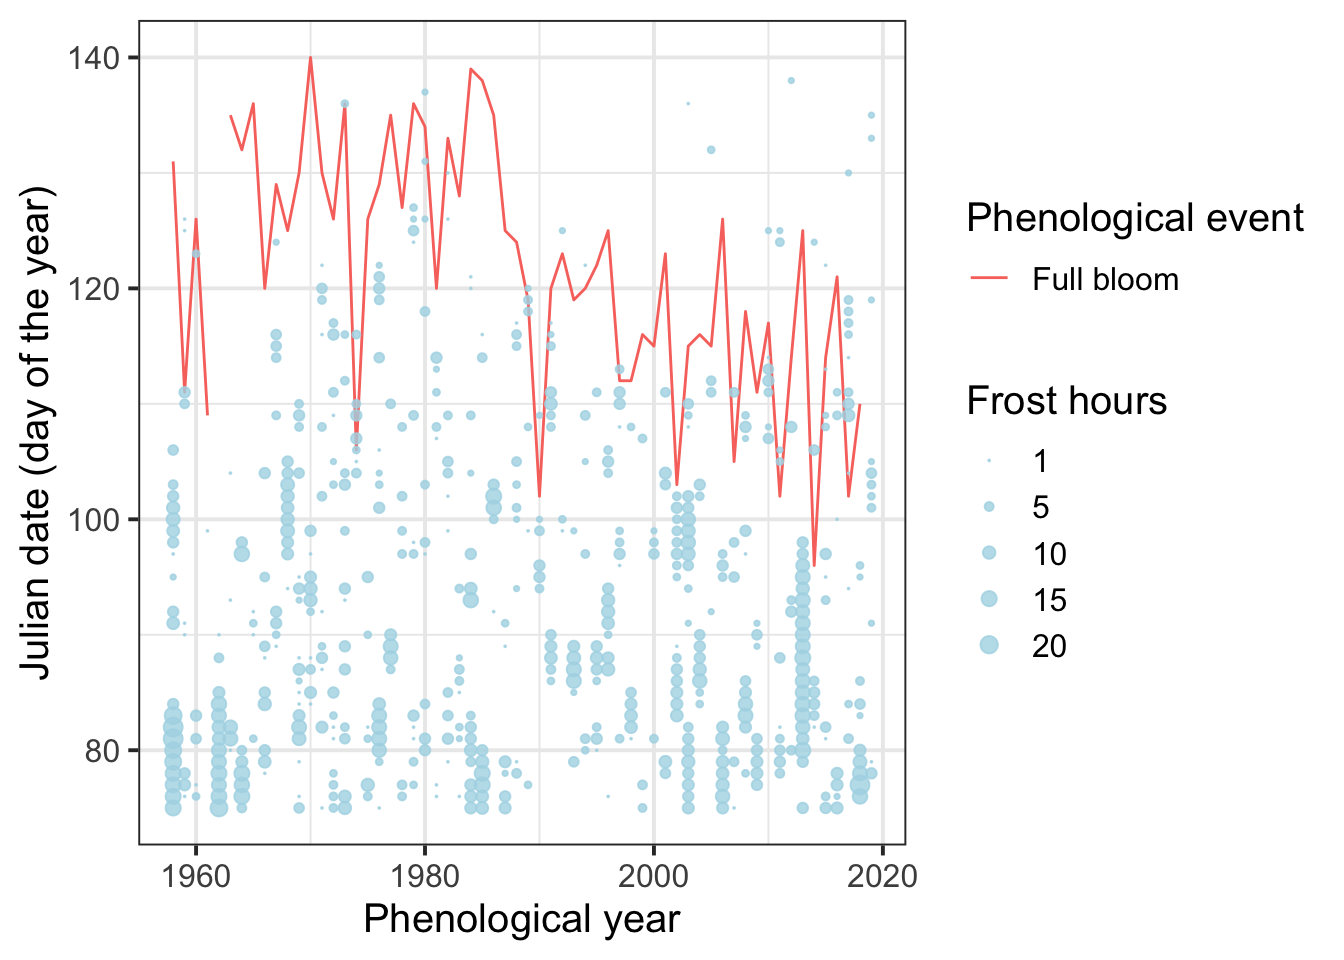 140
120
100
80
1960
1980
2000
2020
Phenological year
Julian date (day of the year)
Phenological event
Full bloom
Frost hours
1
5
10
15
20